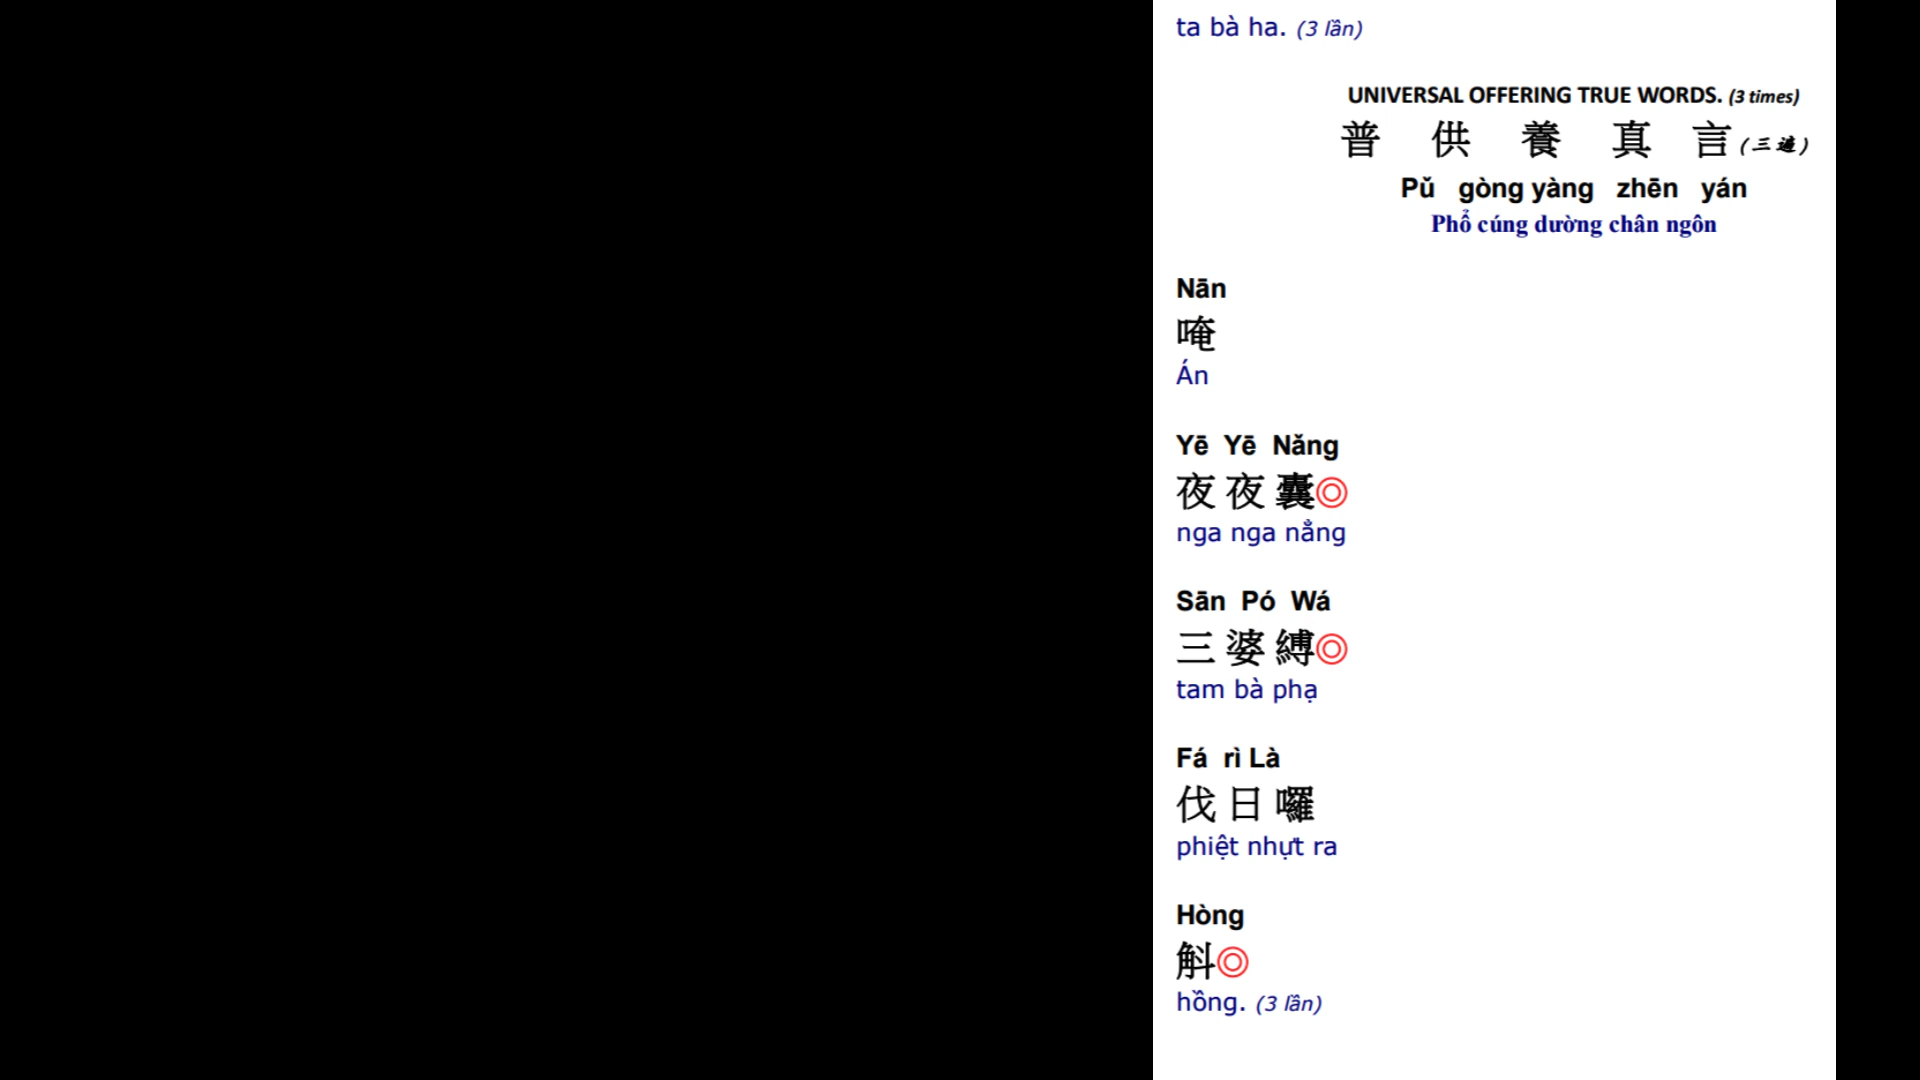 ta bà ha. (3 lần)
UNIVERSAL OFFERING TRUE WORDS. (3 times)
普 供 養 真 言 (三遍)
Pǔ gòng yàng zhēn yán
Phổ cúng dường chân ngôn
Nān
唵
Án
Yē Yē Nǎng
夜 夜 囊◎
nga nga nẳng
Sān Pó Wá
三 婆 縛◎
tam bà phạ
Fá rì Là
伐 日 囉
phiệt nhựt ra
Hòng
斛◎
hồng. (3 lần)